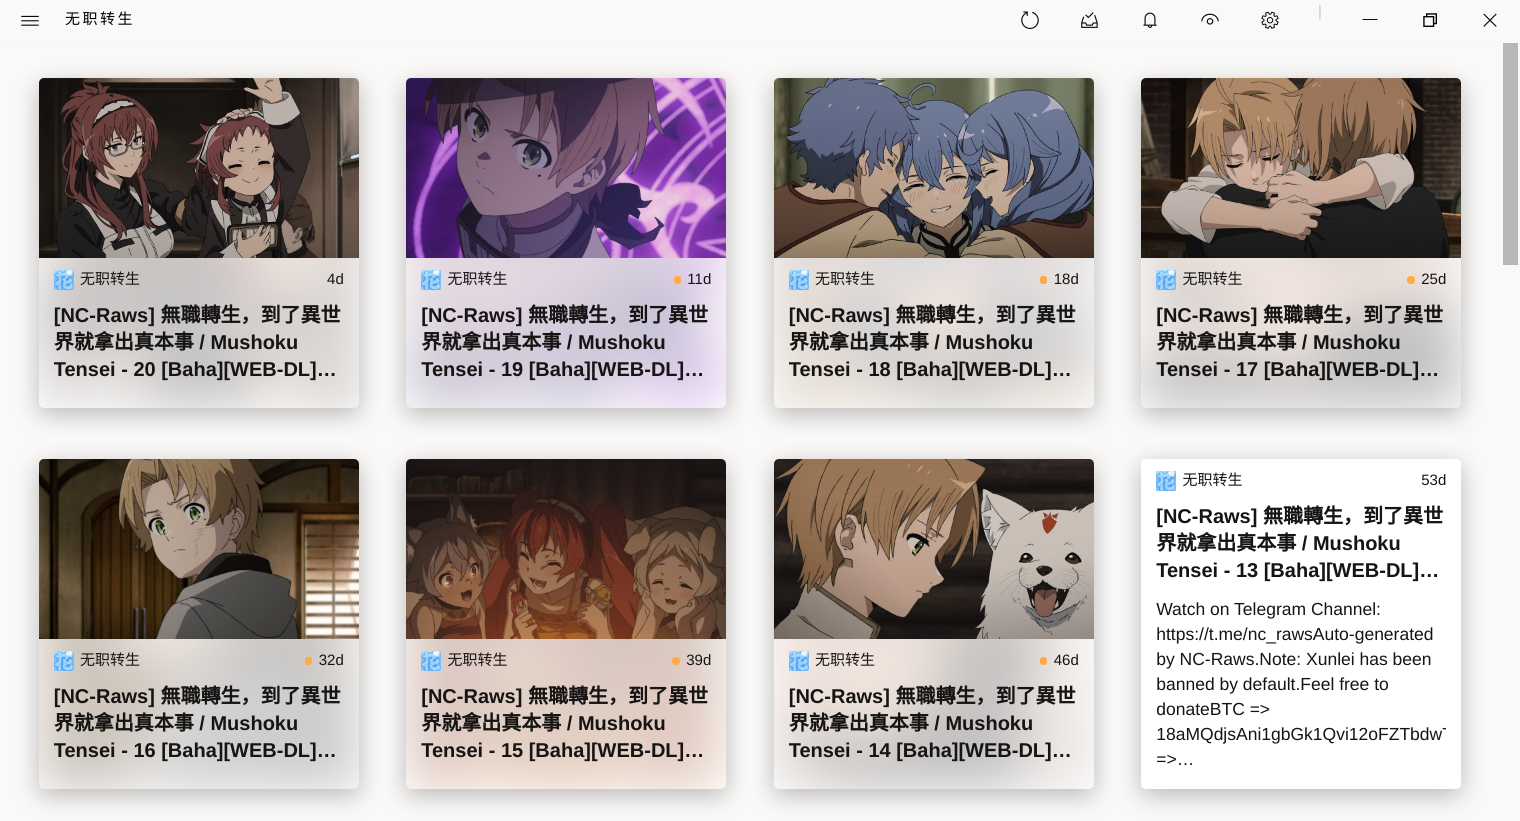 无职转生
无职转生 4d
[NC-Raws] 無職轉生，到了異世
界就拿出真本事 / Mushoku
Tensei - 20 [Baha][WEB-DL]…
无职转生 11d
[NC-Raws] 無職轉生，到了異世
界就拿出真本事 / Mushoku
Tensei - 19 [Baha][WEB-DL]…
无职转生 18d
[NC-Raws] 無職轉生，到了異世
界就拿出真本事 / Mushoku
Tensei - 18 [Baha][WEB-DL]…
无职转生 25d
[NC-Raws] 無職轉生，到了異世
界就拿出真本事 / Mushoku
Tensei - 17 [Baha][WEB-DL]…
无职转生 32d
[NC-Raws] 無職轉生，到了異世
界就拿出真本事 / Mushoku
Tensei - 16 [Baha][WEB-DL]…
无职转生 39d
[NC-Raws] 無職轉生，到了異世
界就拿出真本事 / Mushoku
Tensei - 15 [Baha][WEB-DL]…
无职转生 46d
[NC-Raws] 無職轉生，到了異世
界就拿出真本事 / Mushoku
Tensei - 14 [Baha][WEB-DL]…
无职转生 53d
[NC-Raws] 無職轉生，到了異世
界就拿出真本事 / Mushoku
Tensei - 13 [Baha][WEB-DL]…
Watch on Telegram Channel:
https://t.me/nc_rawsAuto-generated
by NC-Raws.Note: Xunlei has been
banned by default.Feel free to
donateBTC =>
18aMQdjsAni1gbGk1Qvi12oFZTbdw
=>…